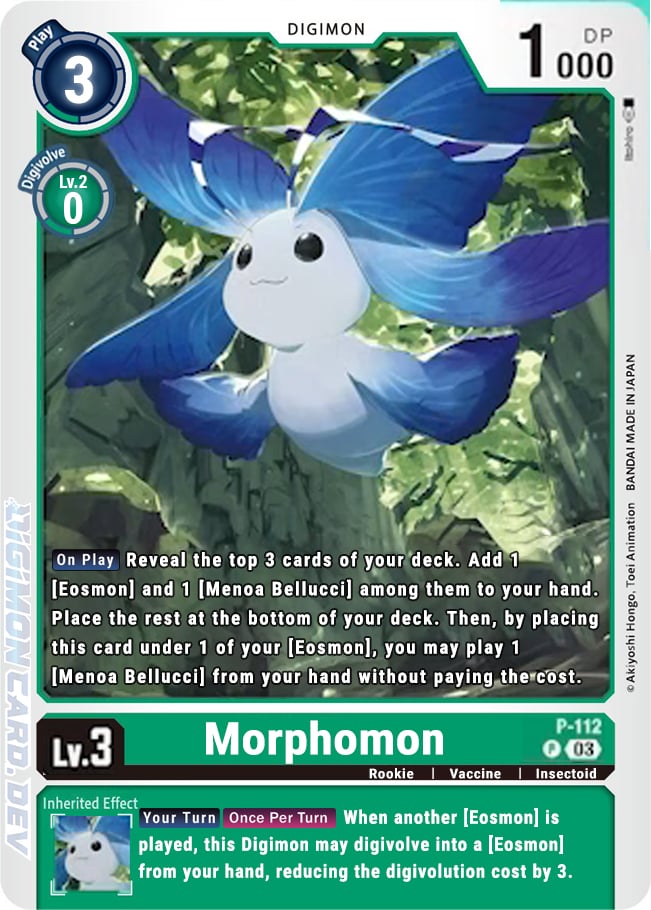 DIGIMON
Play
3
1000
DP
Digivolve
Lv.2
0
© Akiyoshi Hongo, Toei Animation BANDAI MADE IN JAPAN
DIGIMONCARD.DEV
On Play Reveal the top 3 cards of your deck. Add 1
[Eosmon] and 1 [Menoa Bellucci] among them to your hand.
Place the rest at the bottom of your deck. Then, by placing
this card under 1 of your [Eosmon], you may play 1
[Menoa Bellucci] from your hand without paying the cost.
Lv.3
Morphomon
P-112
P 03
Rookie | Vaccine | Insectoid
Inherited Effect
Your Turn Once Per Turn When another [Eosmon] is
played, this Digimon may digivolve into a [Eosmon]
from your hand, reducing the digivolution cost by 3.